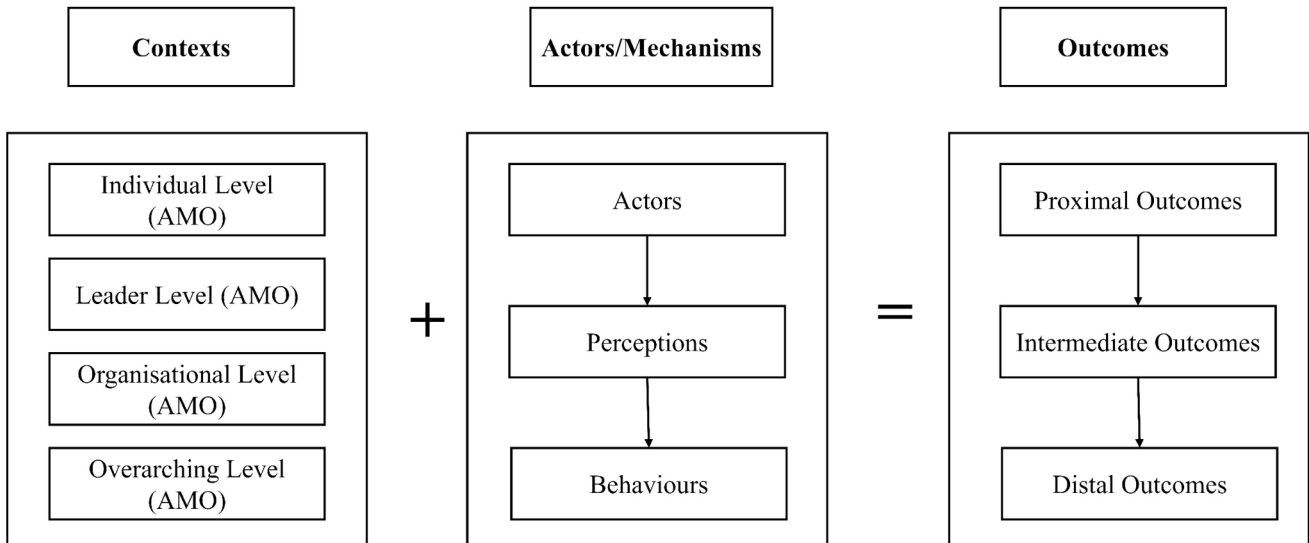 Contexts
Actors/Mechanisms
Outcomes
Individual Level
(AMO)
Leader Level (AMO)
Organisational Level
(AMO)
Overarching Level
(AMO)
+
Actors
Perceptions
Behaviours
=
Proximal Outcomes
Intermediate Outcomes
Distal Outcomes